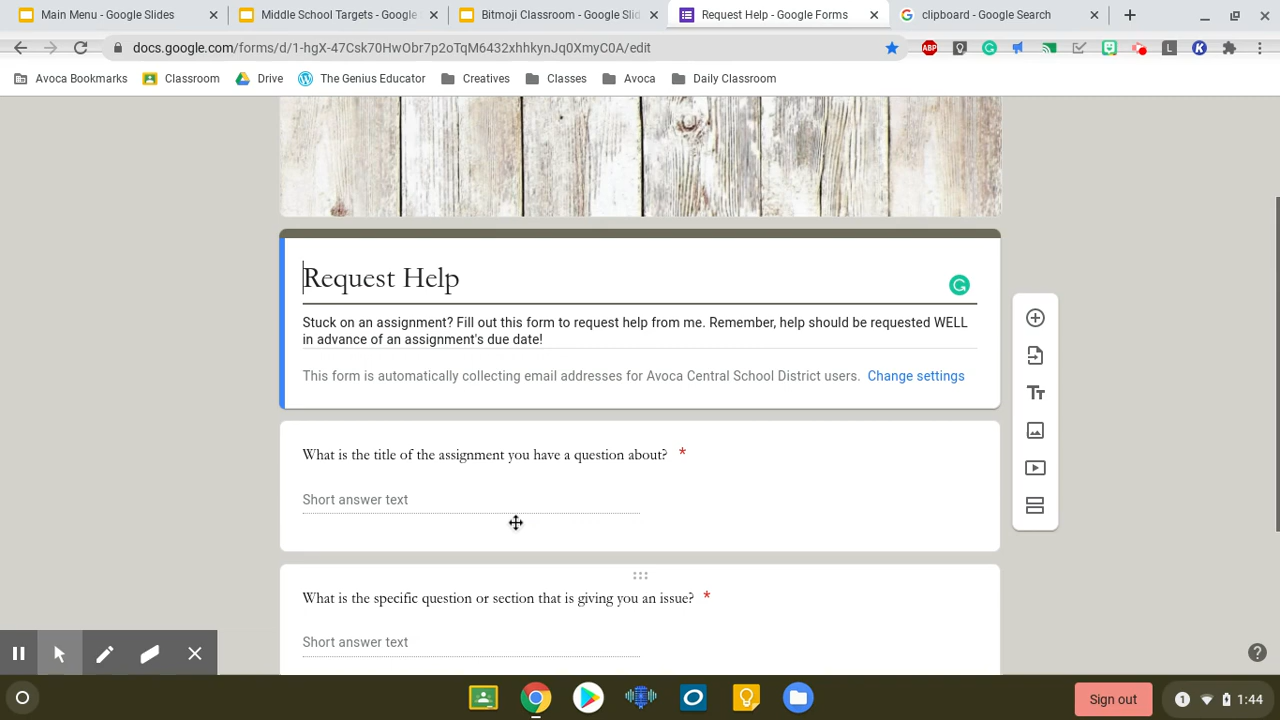 Main Menu - Google Slides
Middle School Targets - Google
Bitmoji Classroom - Google Slid
Request Help - Google Forms
clipboard - Google Search
docs.google.com/forms/d/1-hgX-47Csk70HwObr7p2oTqM6432xhhkynJq0XmyC0A/edit
ABP
L
K
Avoca Bookmarks
Classroom
Drive
The Genius Educator
Creatives
Classes
Avoca
Daily Classroom
Request Help
Stuck on an assignment? Fill out this form to request help from me. Remember, help should be requested WELL
in advance of an assignment's due date!
This form is automatically collecting email addresses for Avoca Central School District users. Change settings
Tт
What is the title of the assignment you have a question about? *
Short answer text
What is the specific question or section that is giving you an issue? *
Short answer text
Sign out
1
1:44